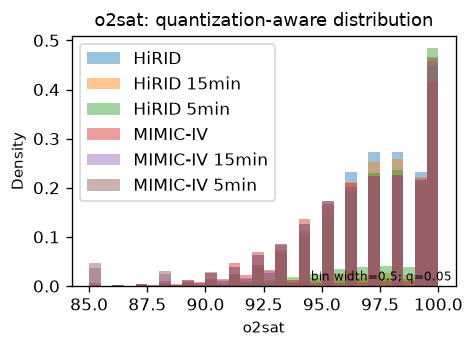 o2sat: quantization-aware distribution
Density
0.5
0.4
0.3
0.2
0.1
0.0
HiRID
HiRID 15min
HiRID 5min
MIMIC-IV
MIMIC-IV 15min
MIMIC-IV 5min
bin width=0.5; q=0.05
85.0 87.5 90.0 92.5 95.0 97.5 100.0
o2sat